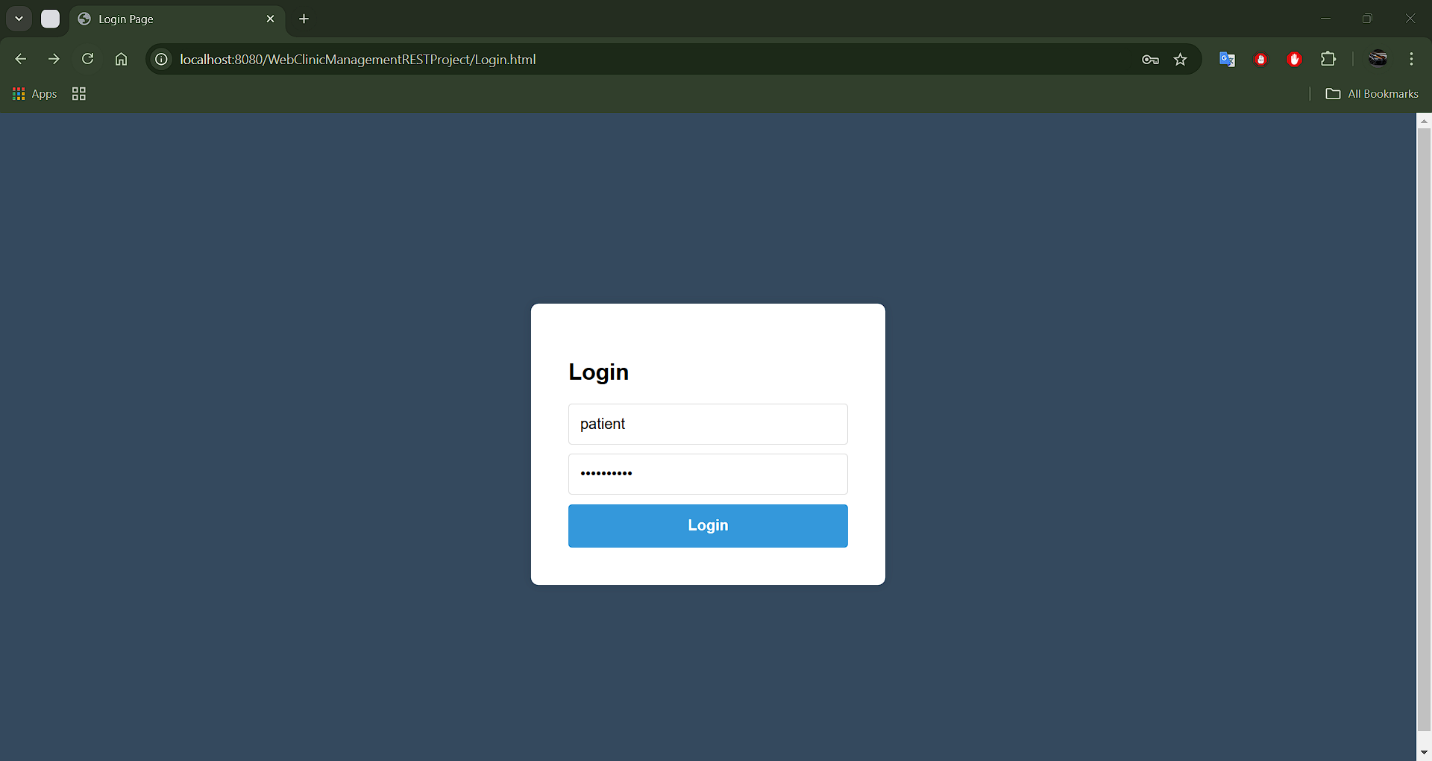 Login Page
localhost:8080/WebClinicManagementRESTProject/Login.html
Apps
All Bookmarks
Login
patient
••••••••••
Login